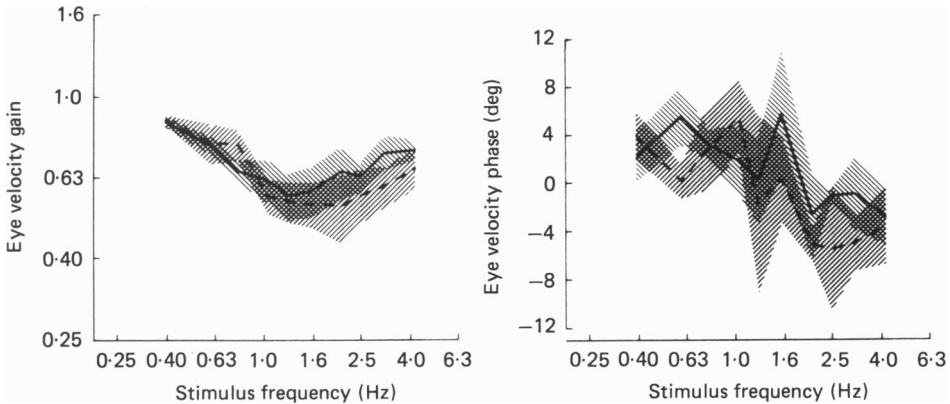 1·6
1·0
0·63
0·40
0·25
Eye velocity gain
0·25 0·40 0·63 1·0 1·6 2·5 4·0 6·3
Stimulus frequency (Hz)
12
8
4
0
−4
−8
−12
Eye velocity phase (deg)
0·25 0·40 0·63 1·0 1·6 2·5 4·0 6·3
Stimulus frequency (Hz)